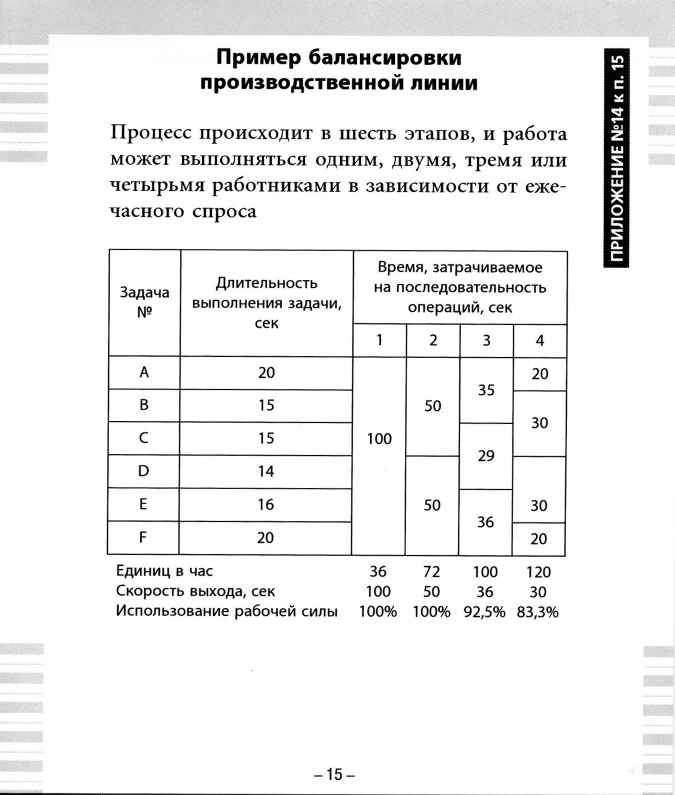 Пример балансировки
производственной линии
ПРИЛОЖЕНИЕ №14 к п. 15
Процесс происходит в шесть этапов, и работа
может выполняться одним, двумя, тремя или
четырьмя работниками в зависимости от еже-
часного спроса
Задача
№
Длительность
выполнения задачи,
сек
Время, затрачиваемое
на последовательность
операций, сек
1 2 3 4
A 20 20
B 15 35
50 30
C 15 100
29
D 14
E 16 50 30
36
F 20 20
Единиц в час 36 72 100 120
Скорость выхода, сек 100 50 36 30
Использование рабочей силы 100% 100% 92,5% 83,3%
– 15 –